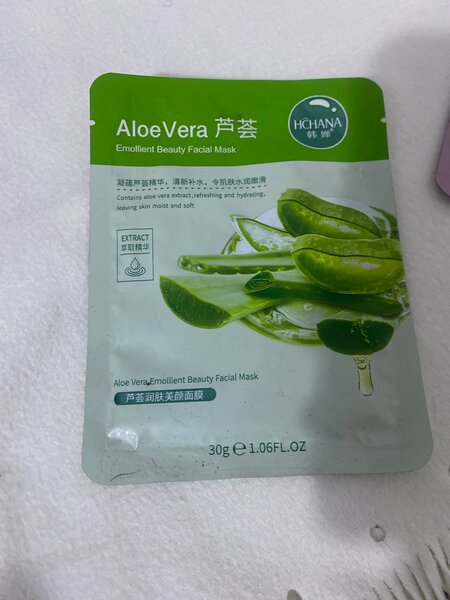 AloeVera 芦荟
Emollient Beauty Facial Mask
HCHANA
韩婵
凝蕴芦荟精华，清新补水，令肌肤水润嫩滑
Contains aloe vera extract,refreshing and hydrating,
leaving skin moist and soft
EXTRACT
萃取精华
Aloe Vera Emollient Beauty Facial Mask
芦荟润肤美颜面膜
30g ℮ 1.06FL.OZ